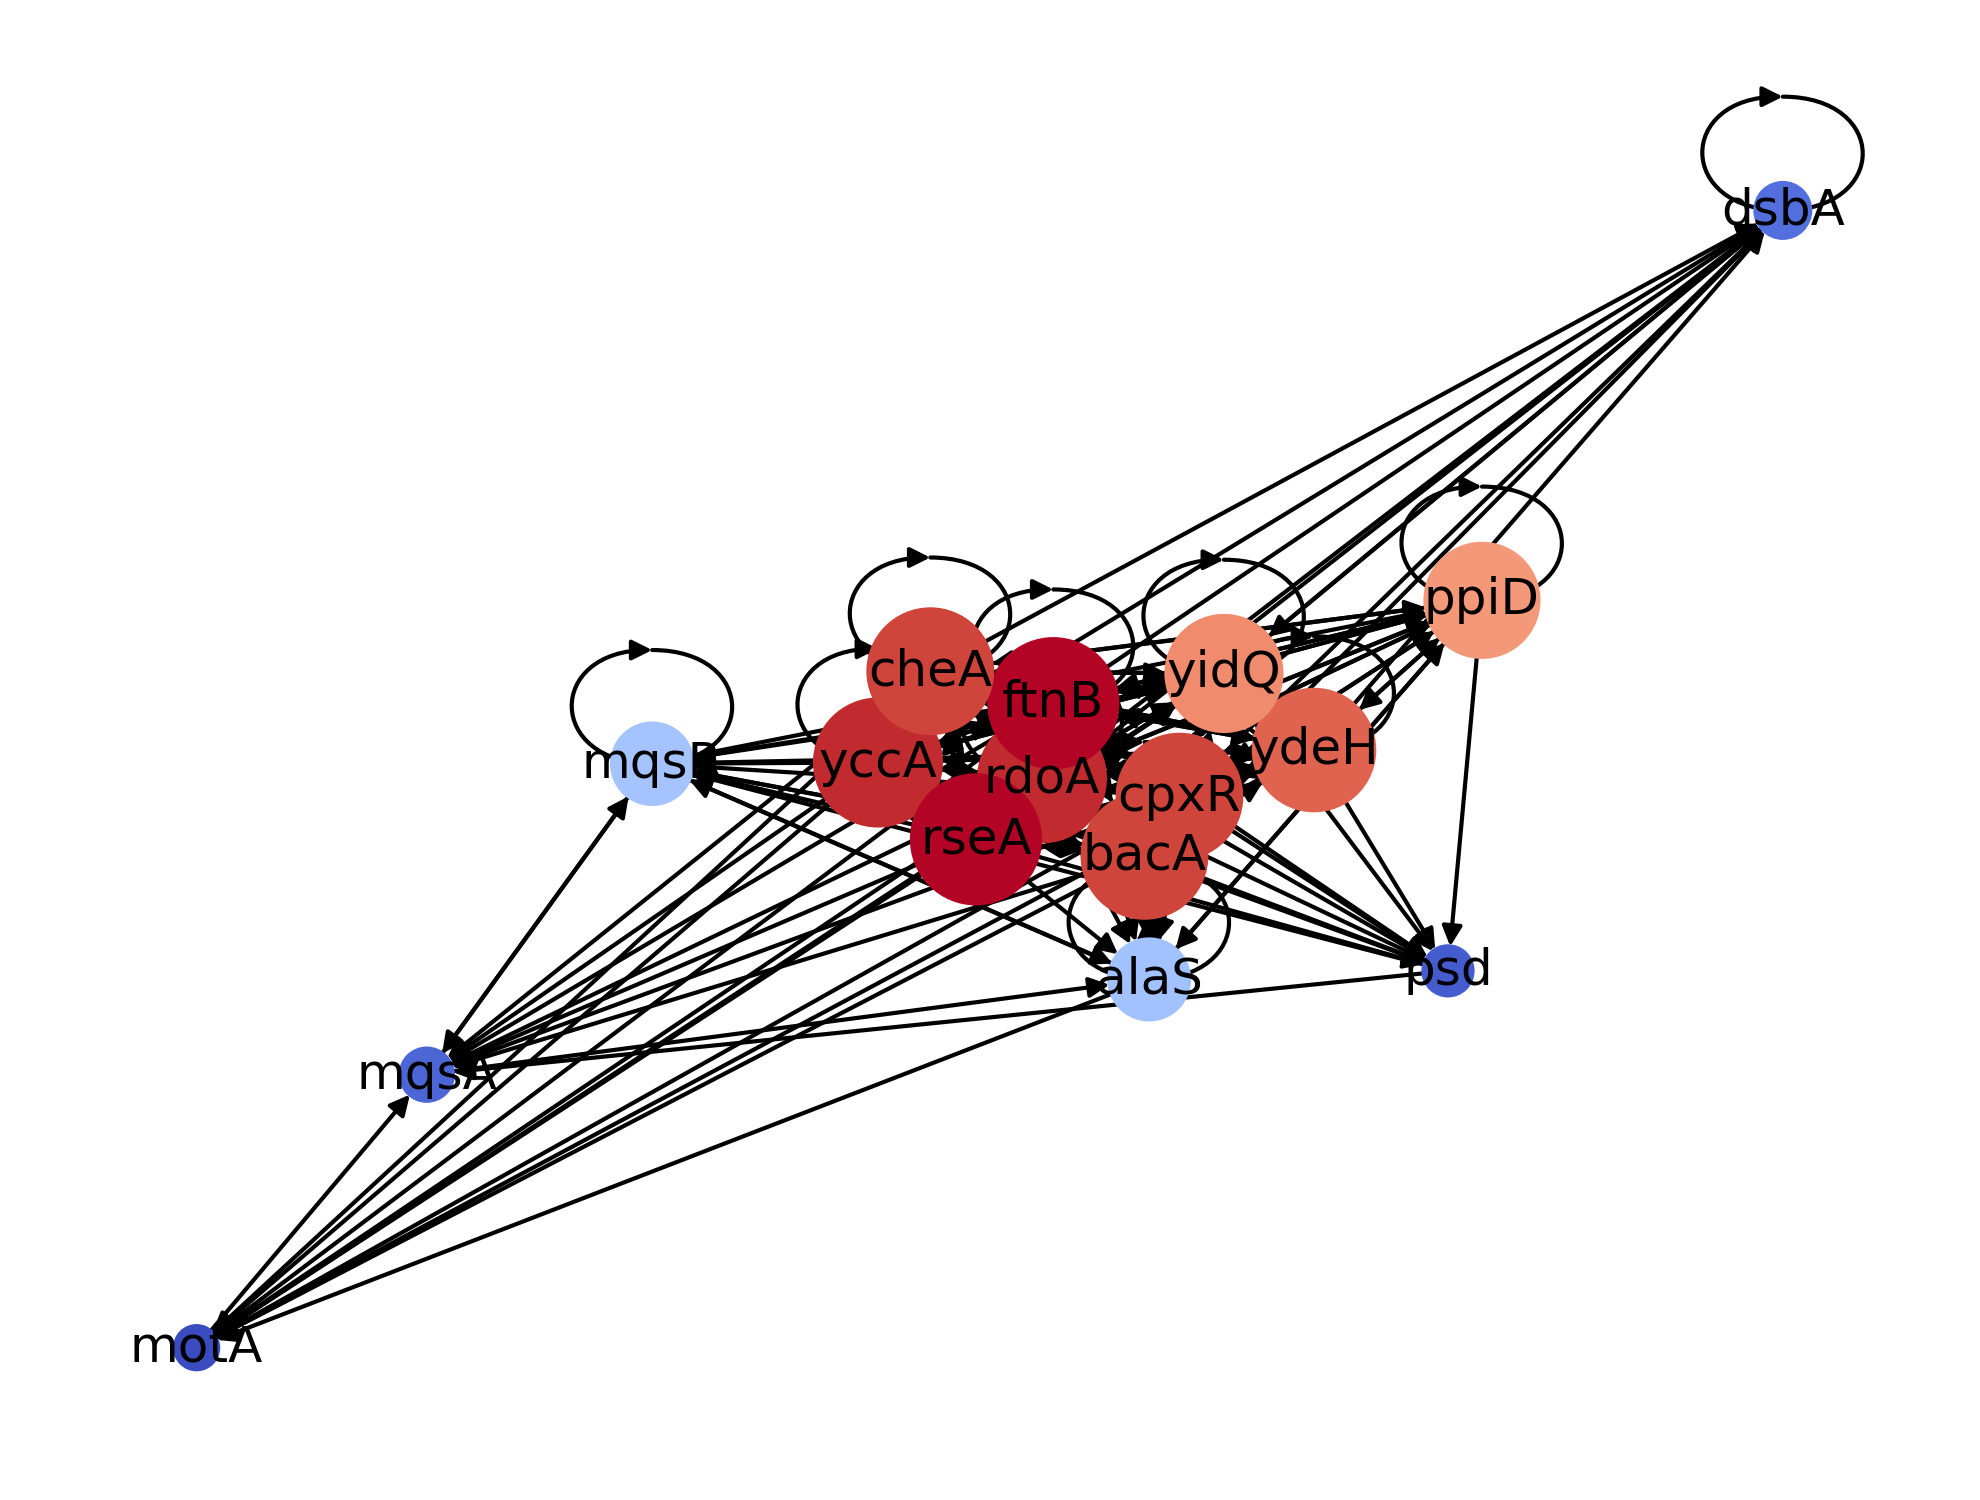 dsbA
ppiD
cheA
yidQ
ftnB
ydeH
mqsR
yccA
rdoA
cpxR
rseA
bacA
alaS
psd
mqsA
motA